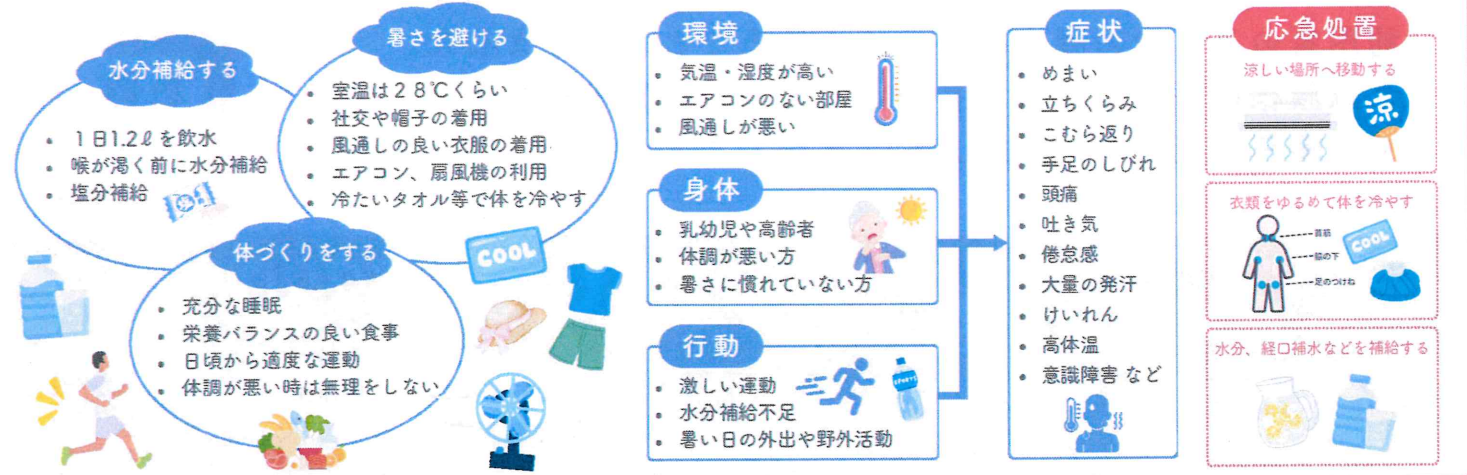 水分補給する
・１日1.2ℓを飲水
・喉が渇く前に水分補給
・塩分補給
暑さを避ける
・室温は２８℃くらい
・社交や帽子の着用
・風通しの良い衣服の着用
・エアコン、扇風機の利用
・冷たいタオル等で体を冷やす
COOL
体づくりをする
・充分な睡眠
・栄養バランスの良い食事
・日頃から適度な運動
・体調が悪い時は無理をしない
環境
・気温・湿度が高い
・エアコンのない部屋
・風通しが悪い
身体
・乳幼児や高齢者
・体調が悪い方
・暑さに慣れていない方
行動
・激しい運動
・水分補給不足
・暑い日の外出や野外活動
SPORTS
症状
・めまい
・立ちくらみ
・こむら返り
・手足のしびれ
・頭痛
・吐き気
・倦怠感
・大量の発汗
・けいれん
・高体温
・意識障害 など
応急処置
涼しい場所へ移動する
涼
衣類をゆるめて体を冷やす
首筋
脇の下
足のつけね
COOL
水分、経口補水などを補給する